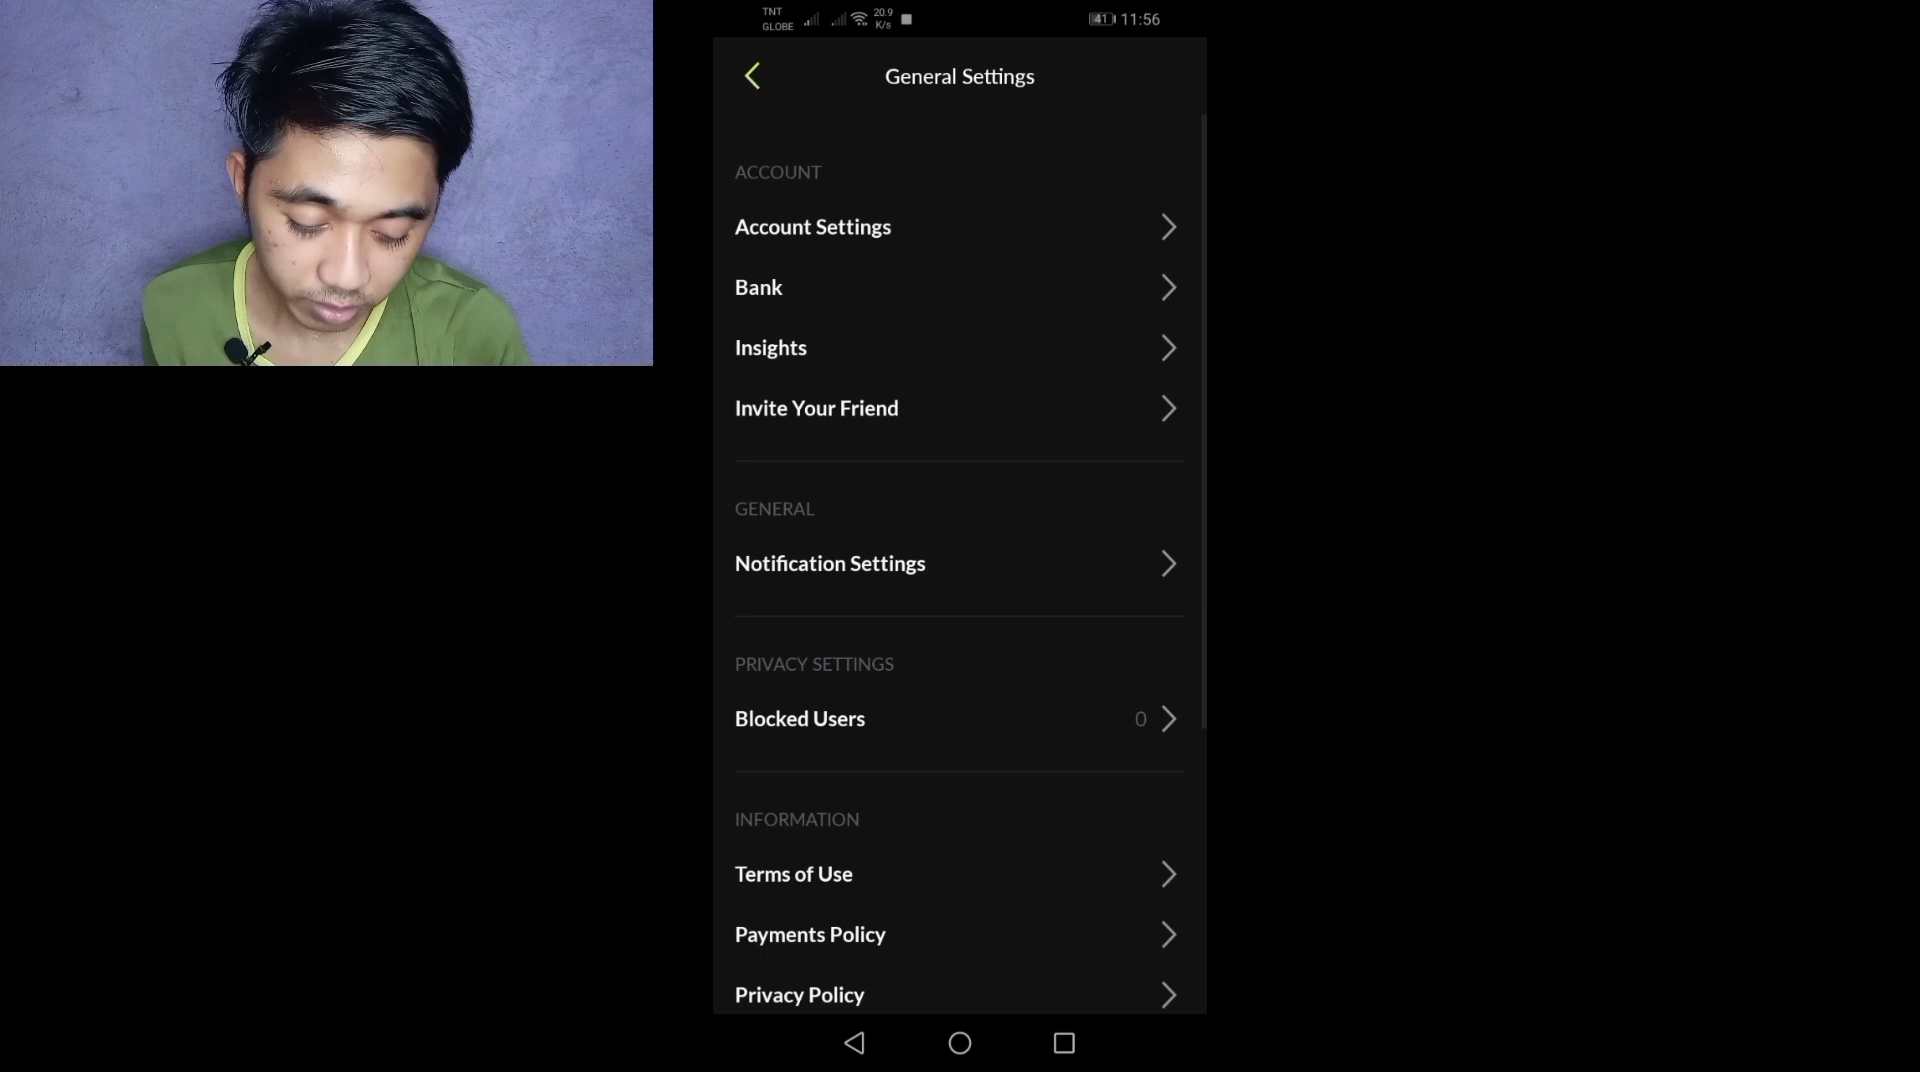 TNT
GLOBE
20.9
K/s
41
11:56
General Settings
ACCOUNT
Account Settings
Bank
Insights
Invite Your Friend
GENERAL
Notification Settings
PRIVACY SETTINGS
Blocked Users 0
INFORMATION
Terms of Use
Payments Policy
Privacy Policy